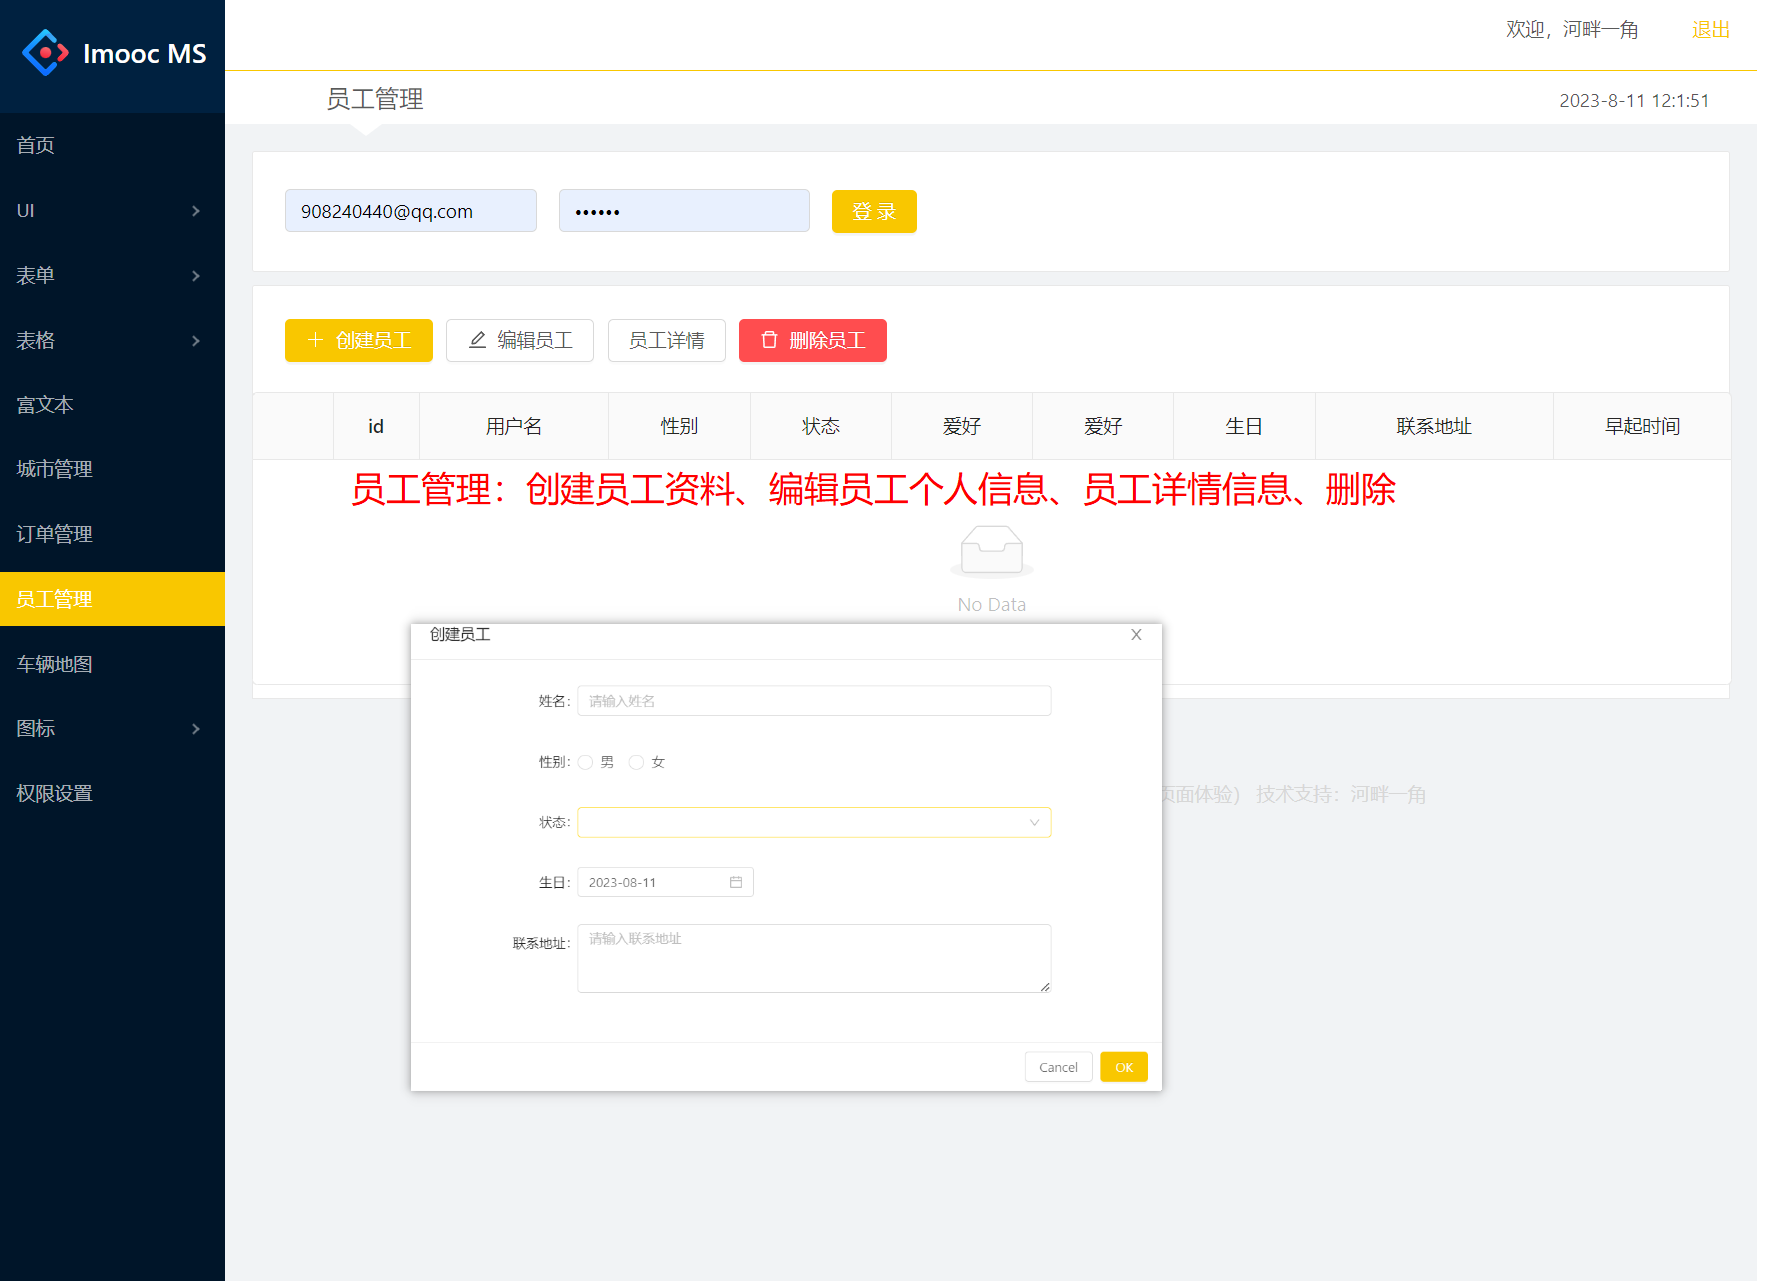 Imooc MS
欢迎，河畔一角 退出
员工管理 2023-8-11 12:1:51
首页
UI
表单
表格
富文本
城市管理
订单管理
员工管理
车辆地图
图标
权限设置
908240440@qq.com •••••• 登 录
创建员工 编辑员工 员工详情 删除员工
id 用户名 性别 状态 爱好 爱好 生日 联系地址 早起时间
员工管理：创建员工资料、编辑员工个人信息、员工详情信息、删除
No Data
创建员工 X
姓名： 请输入姓名
性别： 男 女
状态：
生日： 2023-08-11
联系地址： 请输入联系地址
Cancel OK
页面体验） 技术支持：河畔一角